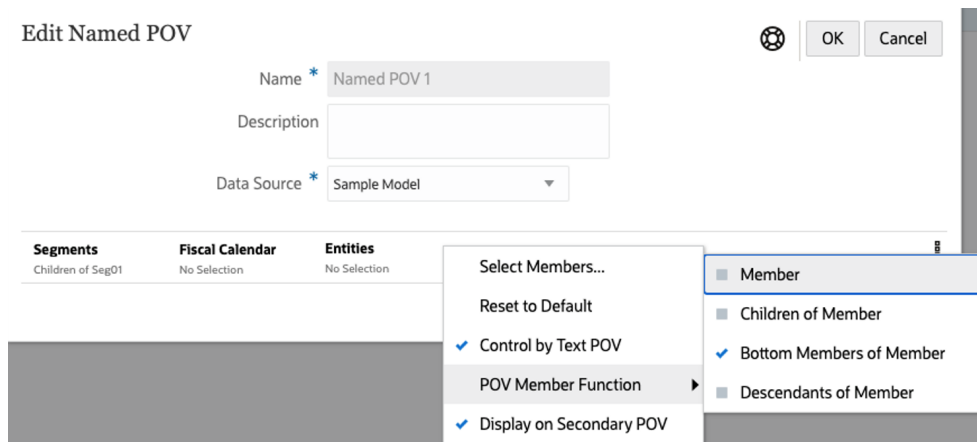 Edit Named POV
OK
Cancel
Name *
Named POV 1
Description
Data Source *
Sample Model
Segments
Children of Seg01
Fiscal Calendar
No Selection
Entities
No Selection
Select Members...
Reset to Default
Control by Text POV
POV Member Function
Display on Secondary POV
Member
Children of Member
Bottom Members of Member
Descendants of Member